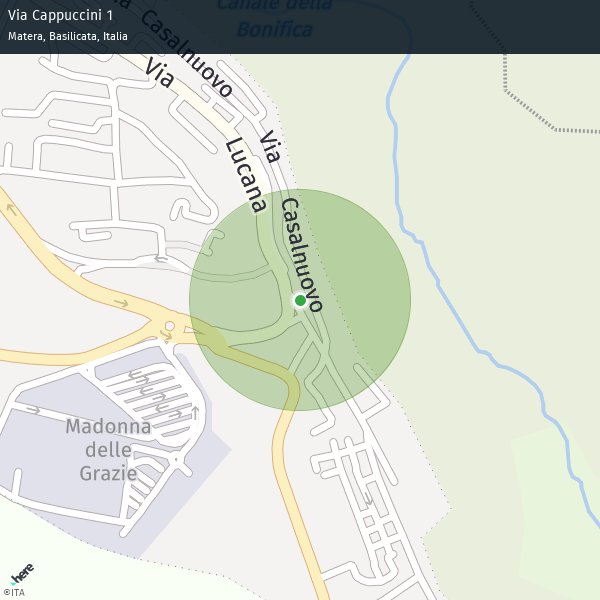 Via Cappuccini 1
Matera, Basilicata, Italia
Canale della
Bonifica
Casalnuovo
Via
Via
Lucana
Casalnuovo
Madonna
delle
Grazie
here
©ITA